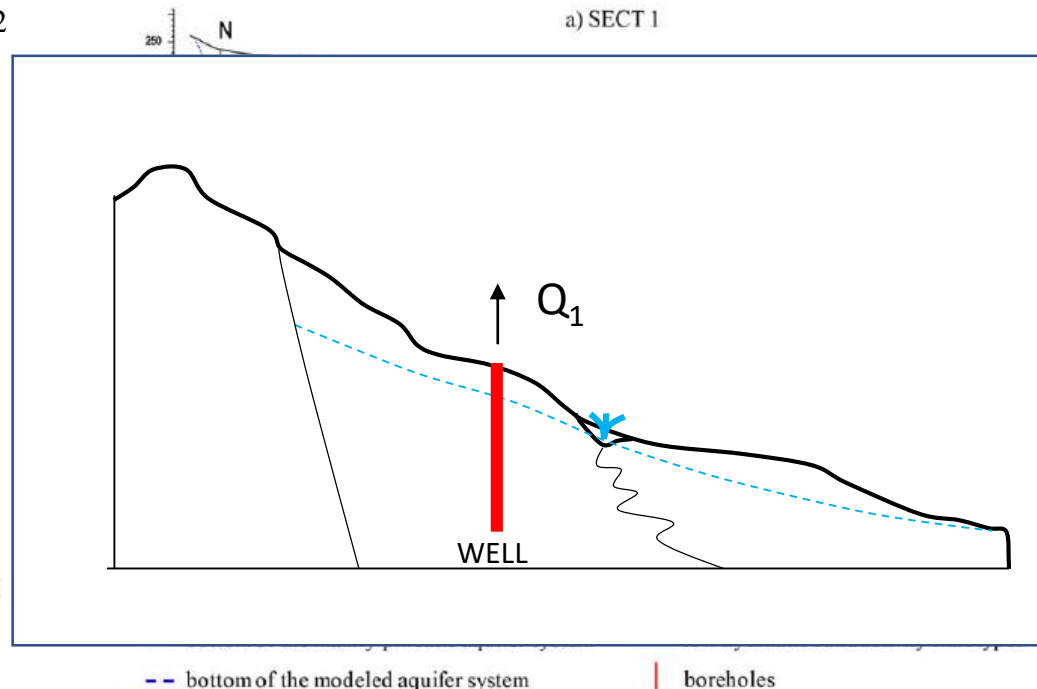 2
a) SECT 1
N
250
Q1
WELL
bottom of the modeled aquifer system
boreholes